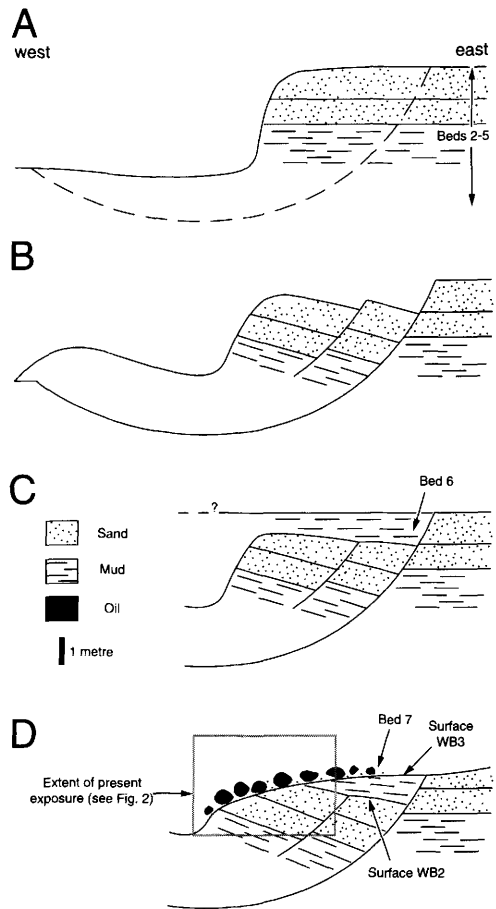 A
west
east
Beds 2-5
B
C
?
Bed 6
Sand
Mud
Oil
1 metre
D
Bed 7
Surface
WB3
Extent of present
exposure (see Fig. 2)
Surface WB2